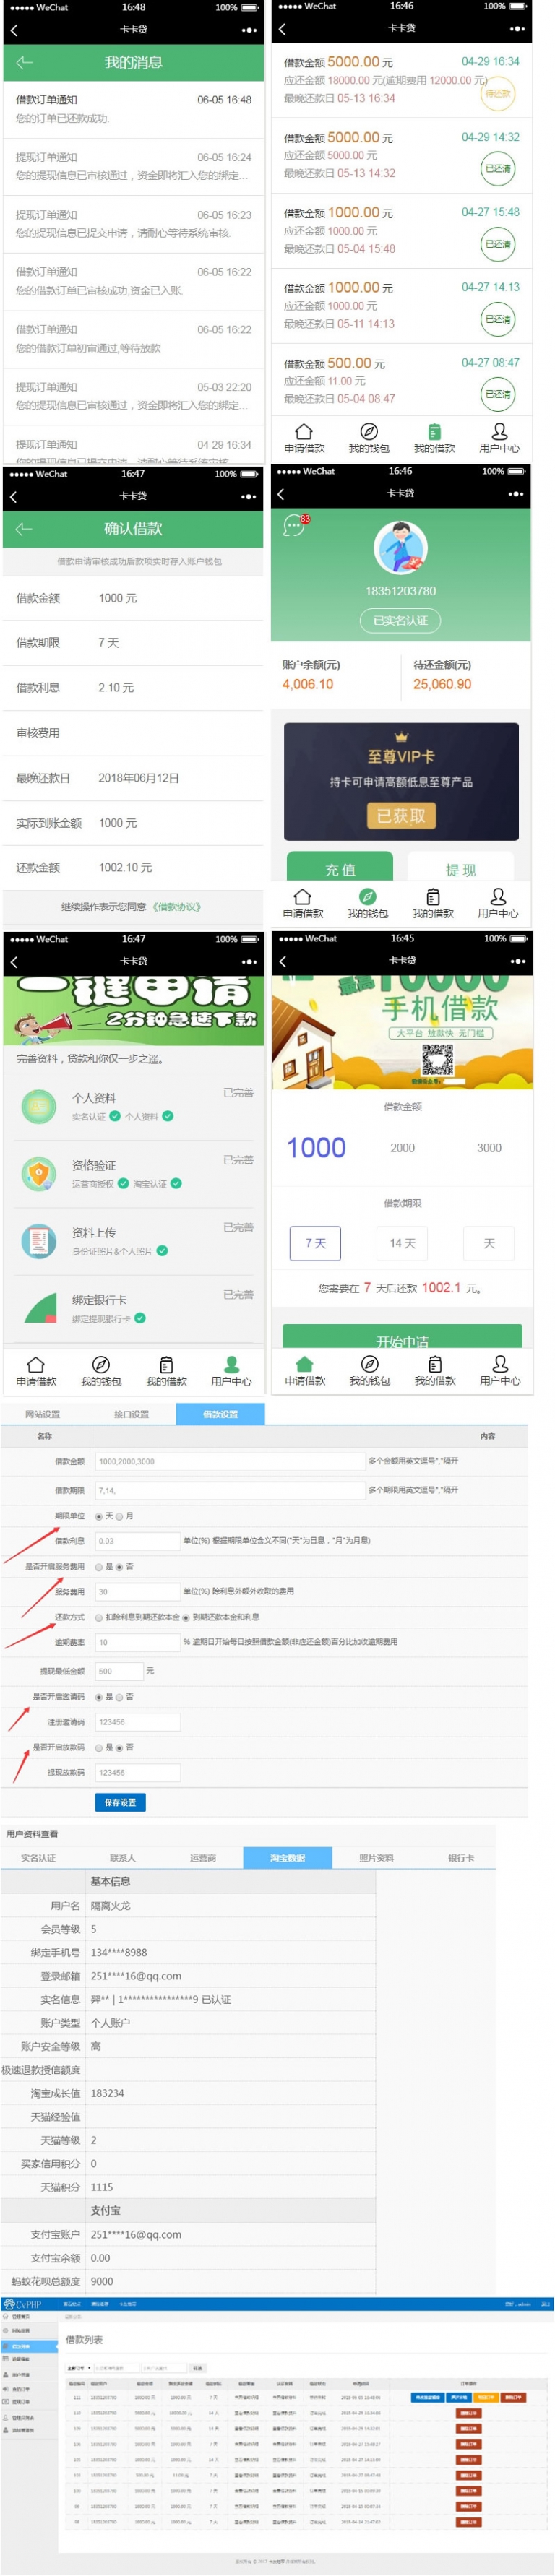 ●●●●● WeChat 16:48 100%
卡卡贷
我的消息
借款订单通知 06-05 16:48
您的订单已还款成功.
提现订单通知 06-05 16:24
您的提现信息已审核通过，资金即将汇入您的绑定...
提现订单通知 06-05 16:23
您的提现信息已提交申请，请耐心等待系统审核.
借款订单通知 06-05 16:22
您的借款订单已审核成功,资金已入账.
借款订单通知 06-05 16:22
您的借款订单初审通过,等待放款
提现订单通知 05-03 22:20
您的提现信息已审核通过，资金即将汇入您的绑定...
提现订单通知 04-29 16:34
您的提现信息已提交申请，请耐心等待系统审核.
●●●●● WeChat 16:46 100%
卡卡贷
借款金额 5000.00 元 04-29 16:34
应还金额 18000.00 元(逾期费用 12000.00 元)
待还款
最晚还款日 05-13 16:34
借款金额 5000.00 元 04-29 14:32
应还金额 5000.00 元
已还清
最晚还款日 05-13 14:32
借款金额 1000.00 元 04-27 15:48
应还金额 1000.00 元
已还清
最晚还款日 05-04 15:48
借款金额 1000.00 元 04-27 14:13
应还金额 1000.00 元
已还清
最晚还款日 05-11 14:13
借款金额 500.00 元 04-27 08:47
应还金额 11.00 元
已还清
最晚还款日 05-04 08:47
申请借款 我的钱包 我的借款 用户中心
●●●●● WeChat 16:47 100%
卡卡贷
确认借款
借款申请审核成功后款项实时存入账户钱包
借款金额 1000 元
借款期限 7 天
借款利息 2.10 元
审核费用
最晚还款日 2018年06月12日
实际到账金额 1000 元
还款金额 1002.10 元
继续操作表示您同意 《借款协议》
●●●●● WeChat 16:46 100%
卡卡贷
83
18351203780
已实名认证
账户余额(元) 待还金额(元)
4,006.10 25,060.90
至尊VIP卡
持卡可申请高额低息至尊产品
已获取
充值 提现
申请借款 我的钱包 我的借款 用户中心
●●●●● WeChat 16:47 100%
卡卡贷
一键申请
2分钟急速下款
完善资料，贷款和你仅一步之遥。
个人资料 已完善
实名认证 个人资料
资格验证 已完善
运营商授权 淘宝认证
资料上传 已完善
身份证照片&个人照片
绑定银行卡 已完善
绑定提现银行卡
申请借款 我的钱包 我的借款 用户中心
●●●●● WeChat 16:45 100%
卡卡贷
最高10000
手机借款
大平台 放款快 无门槛
借款金额
1000 2000 3000
借款期限
7 天 14 天 天
您需要在 7 天后还款 1002.1 元。
开始申请
申请借款 我的钱包 我的借款 用户中心
网站设置 接口设置 借款设置
名称 内容
借款金额 1000,2000,3000 多个金额用英文逗号","隔开
借款期限 7,14, 多个期限用英文逗号","隔开
期限单位 天 月
借款利息 0.03 单位(%) 根据期限单位含义不同("天"为日息，"月"为月息)
是否开启服务费用 是 否
服务费用 30 单位(%) 除利息外额外收取的费用
还款方式 扣除利息到期还款本金 到期还款本金和利息
逾期费率 10 % 逾期日开始每日按照借款金额(非应还金额)百分比加收逾期费用
提现最低金额 500 元
是否开启邀请码 是 否
注册邀请码 123456
是否开启放款码 是 否
提现放款码 123456
保存设置
用户资料查看
实名认证 联系人 运营商 淘宝数据 照片资料 银行卡
基本信息
用户名 隔离火龙
会员等级 5
绑定手机号 134****8988
登录邮箱 251****16@qq.com
实名信息 羿** | 1****************9 已认证
账户类型 个人账户
账户安全等级 高
极速退款授信额度
淘宝成长值 183234
天猫经验值
天猫等级 2
买家信用积分 0
天猫积分 1115
支付宝
支付宝账户 251****16@qq.com
支付宝余额 0.00
蚂蚁花呗总额度 9000
CvPHP
借款列表